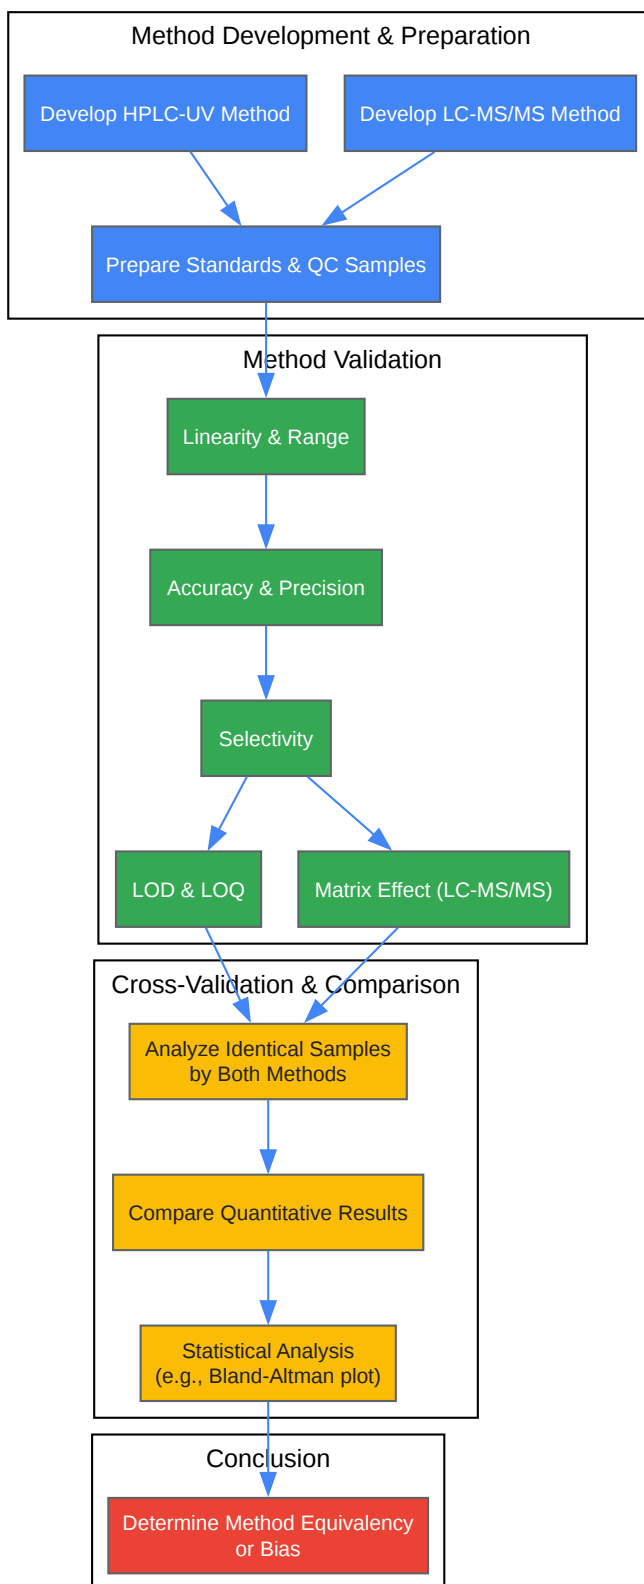 Method Development & Preparation
Develop HPLC-UV Method
Develop LC-MS/MS Method
Prepare Standards & QC Samples
Method Validation
Linearity & Range
Accuracy & Precision
Selectivity
LOD & LOQ
Matrix Effect (LC-MS/MS)
Cross-Validation & Comparison
Analyze Identical Samples
by Both Methods
Compare Quantitative Results
Statistical Analysis
(e.g., Bland-Altman plot)
Conclusion
Determine Method Equivalency
or Bias